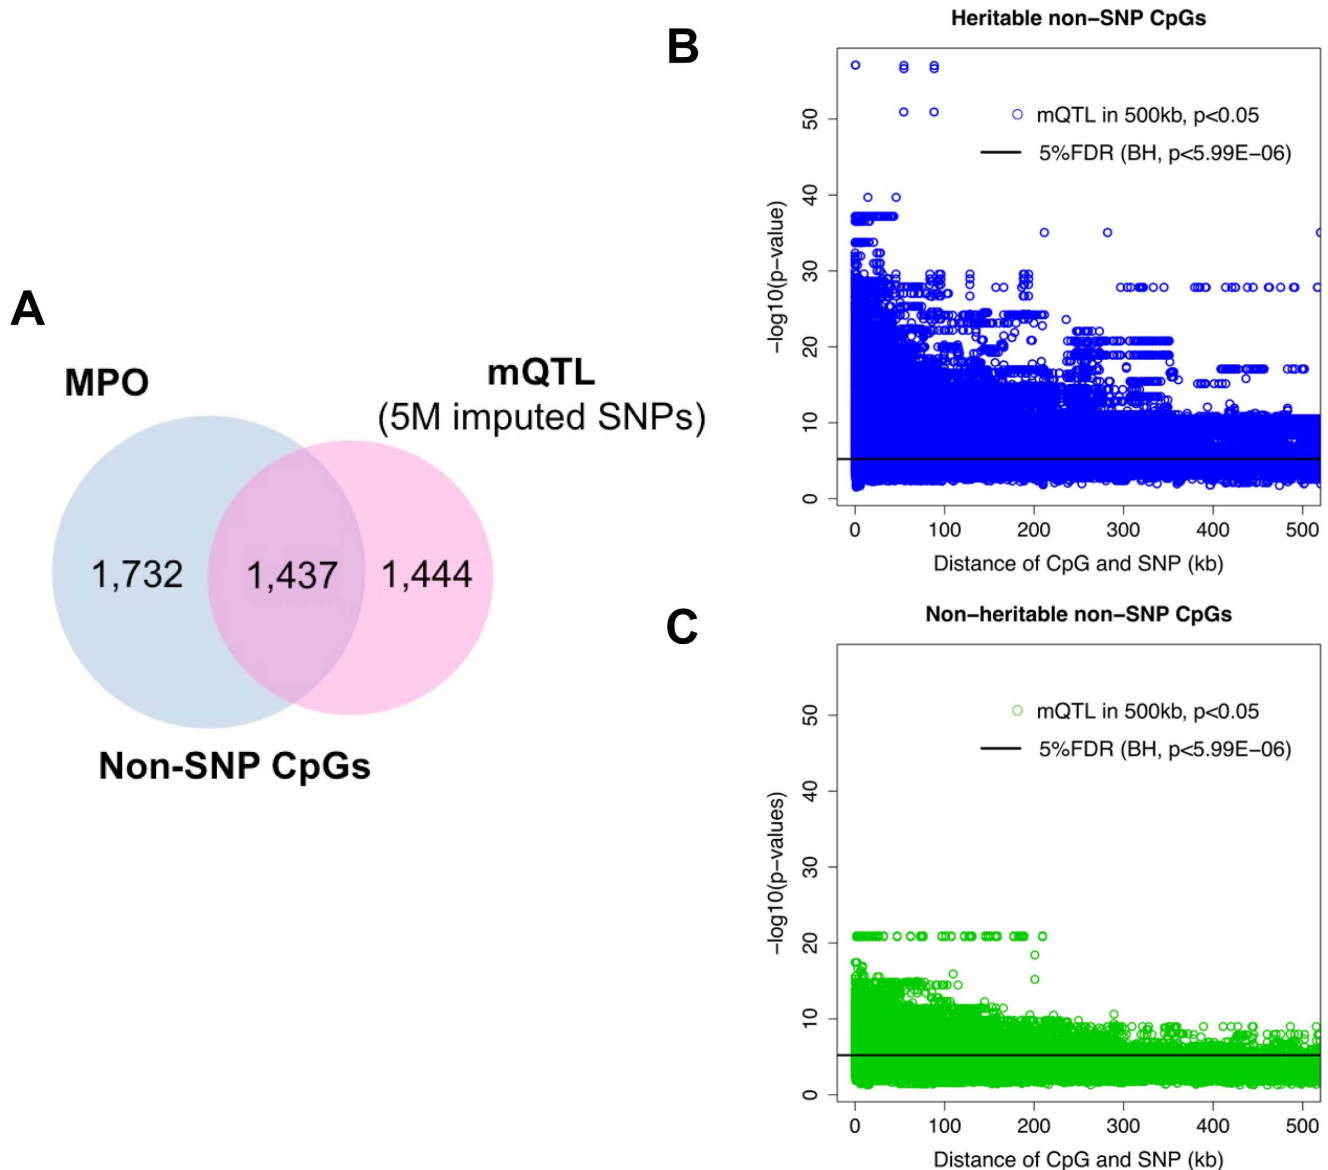 A
MPO
mQTL
(5M imputed SNPs)
1,732
1,437
1,444
Non-SNP CpGs
B
Heritable non−SNP CpGs
mQTL in 500kb, p<0.05
5%FDR (BH, p<5.99E−06)
−log10(p−value)
50
40
30
20
10
0
0 100 200 300 400 500
Distance of CpG and SNP (kb)
C
Non−heritable non−SNP CpGs
mQTL in 500kb, p<0.05
5%FDR (BH, p<5.99E−06)
−log10(p−values)
50
40
30
20
10
0
0 100 200 300 400 500
Distance of CpG and SNP (kb)